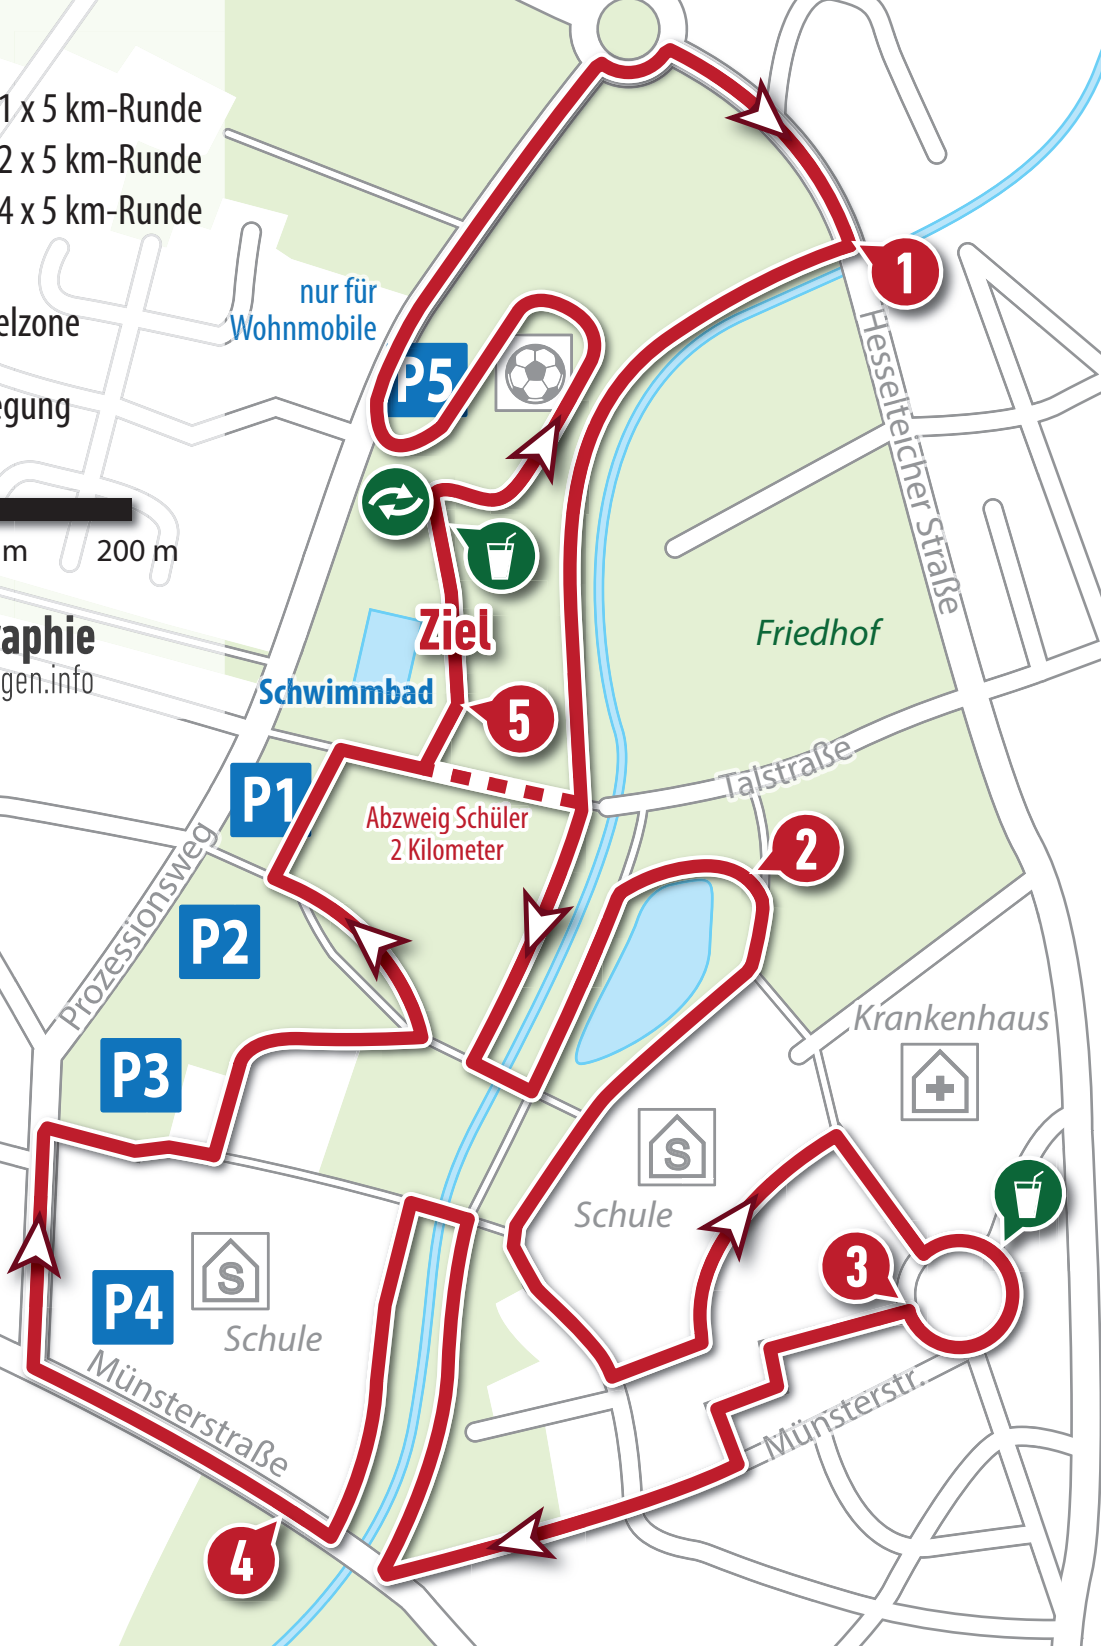 1 x 5 km-Runde
2 x 5 km-Runde
4 x 5 km-Runde
nur für
Wohnmobile
elzone
egung
m
200 m
aphie
gen.info
P5
1
Hesselteicher Straße
Ziel
Friedhof
Schwimmbad
5
P1
Talstraße
Abzweig Schüler
2 Kilometer
2
Prozessionsweg
P2
P3
Krankenhaus
S
Schule
3
S
P4
Schule
Münsterstraße
Münsterstr.
4